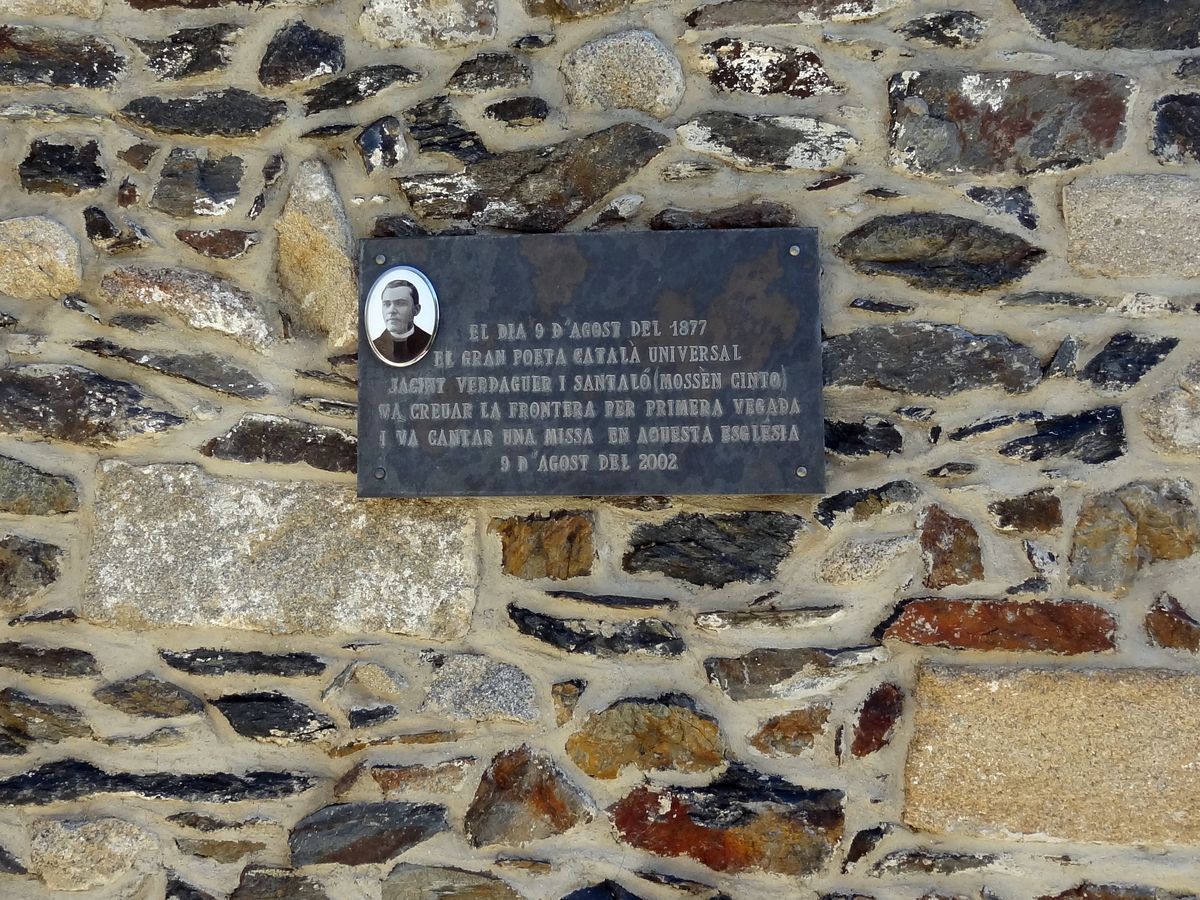 EL DIA 9 D'AGOST DEL 1877
EL GRAN POETA CATALÀ UNIVERSAL
JACINT VERDAGUER I SANTALÓ (MOSSÈN CINTO)
VA CREUAR LA FRONTERA PER PRIMERA VEGADA
I VA CANTAR UNA MISSA EN AQUESTA ESGLESIA
9 D'AGOST DEL 2002